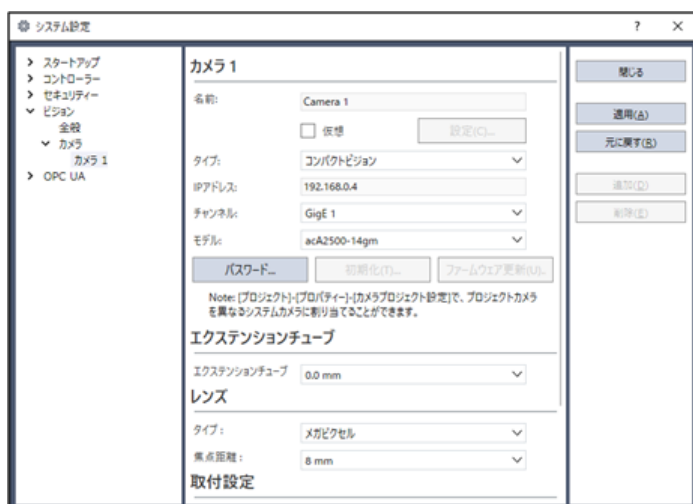 システム設定
スタートアップ
コントローラー
セキュリティー
ビジョン
全般
カメラ
カメラ 1
OPC UA
カメラ 1
名前:
Camera 1
仮想
設定(C)...
タイプ:
コンパクトビジョン
IPアドレス:
192.168.0.4
チャンネル:
GigE 1
モデル:
acA2500-14gm
パスワード...
初期化(T)...
ファームウェア更新(U)...
Note: [プロジェクト]-[プロパティー]-[カメラプロジェクト設定]で、プロジェクトカメラ
を異なるシステムカメラに割り当てることができます。
エクステンションチューブ
エクステンションチューブ
0.0 mm
レンズ
タイプ:
メガピクセル
焦点距離:
8 mm
取付設定
閉じる
適用(A)
元に戻す(R)
追加(D)
削除(E)